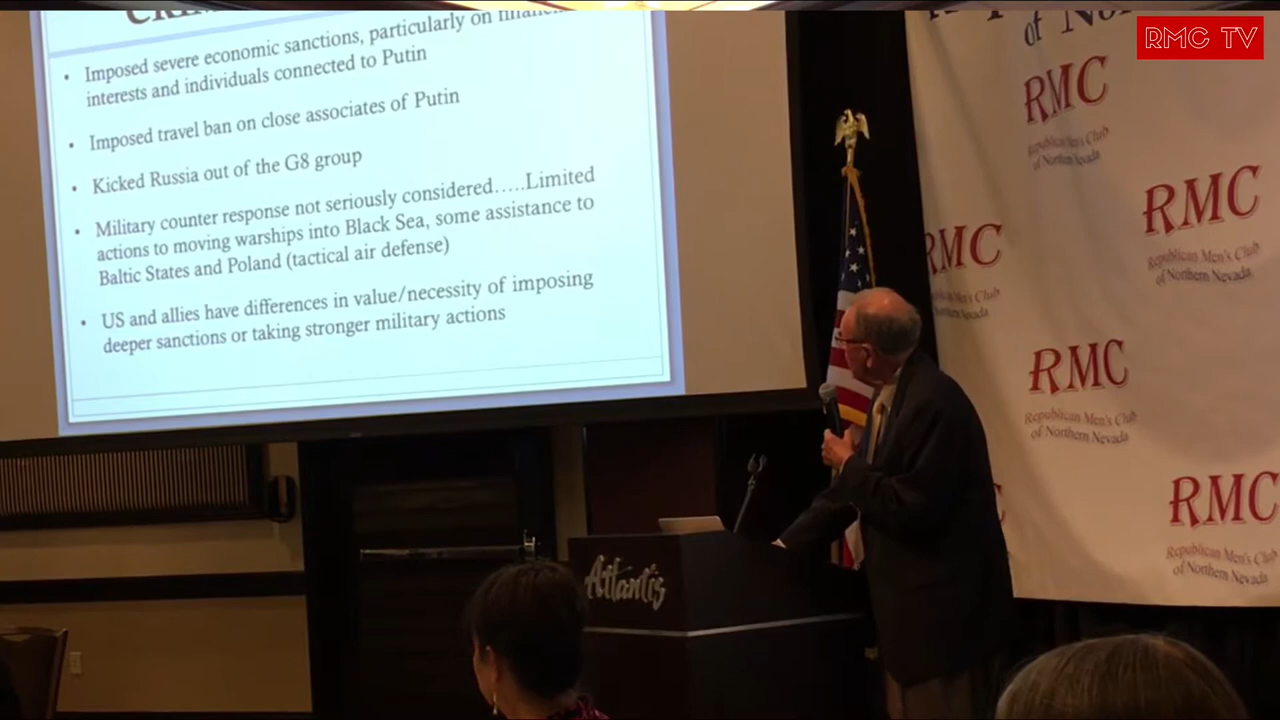 RMC TV
• Imposed severe economic sanctions, particularly on
interests and individuals connected to Putin
• Imposed travel ban on close associates of Putin
• Kicked Russia out of the G8 group
• Military counter response not seriously considered.....Limited
actions to moving warships into Black Sea, some assistance to
Baltic States and Poland (tactical air defense)
• US and allies have differences in value/necessity of imposing
deeper sanctions or taking stronger military actions
Atlantis
RMC
Republican Men's Club
of Northern Nevada
RMC
Republican Men's Club
of Northern Nevada
RMC
Republican Men's Club
of Northern Nevada
RMC
Republican Men's Club
of Northern Nevada
RMC
Republican Men's Club
of Northern Nevada